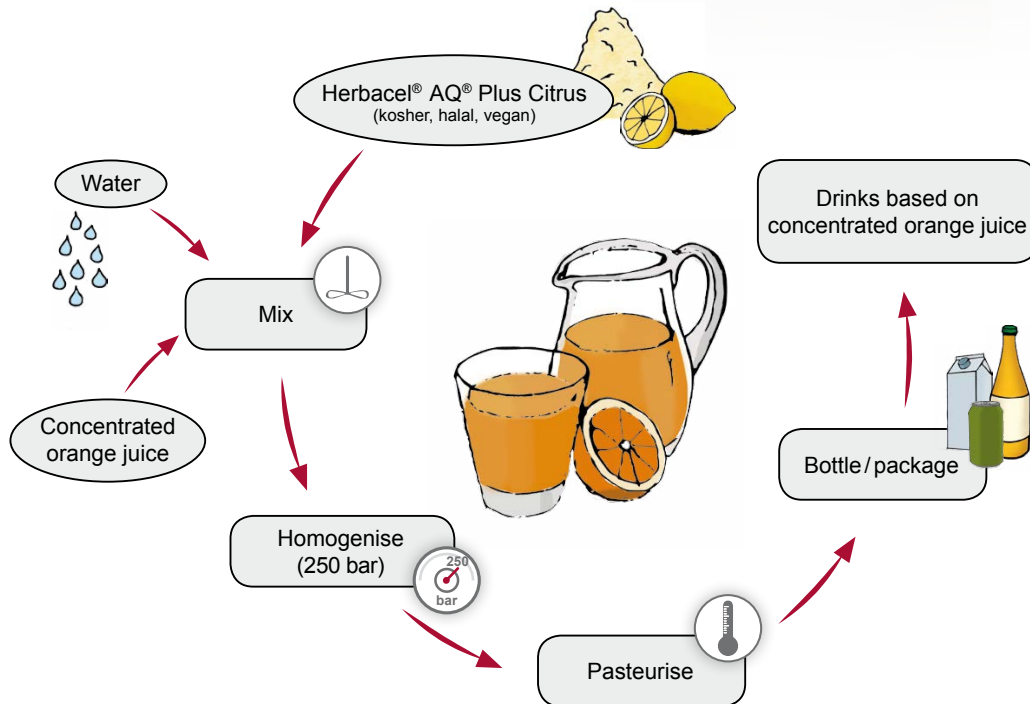 Herbacel® AQ® Plus Citrus
(kosher, halal, vegan)
Water
Drinks based on
concentrated orange juice
Mix
Concentrated
orange juice
Bottle/package
Homogenise
(250 bar)
250
bar
Pasteurise